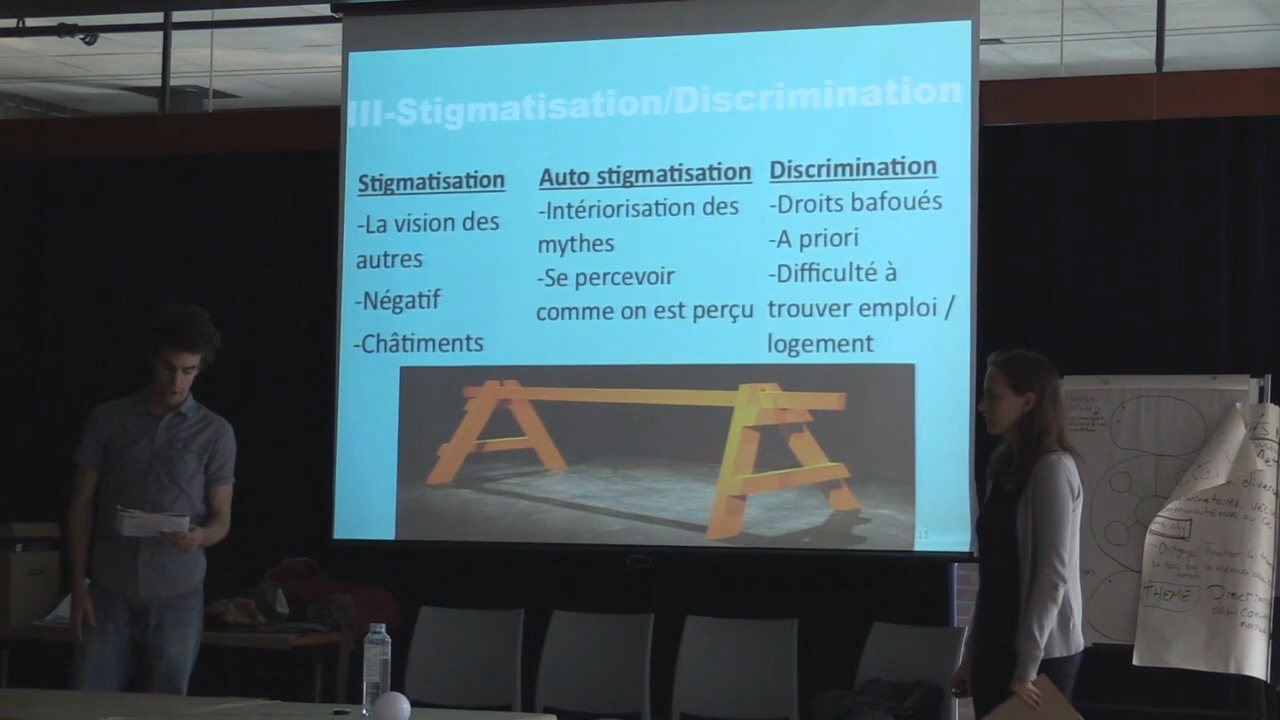 III-Stigmatisation/Discrimination
Stigmatisation
-La vision des
autres
-Négatif
-Châtiments
Auto stigmatisation
-Intériorisation des
mythes
-Se percevoir
comme on est perçu
Discrimination
-Droits bafoués
-A priori
-Difficulté à
trouver emploi /
logement
11
THEME